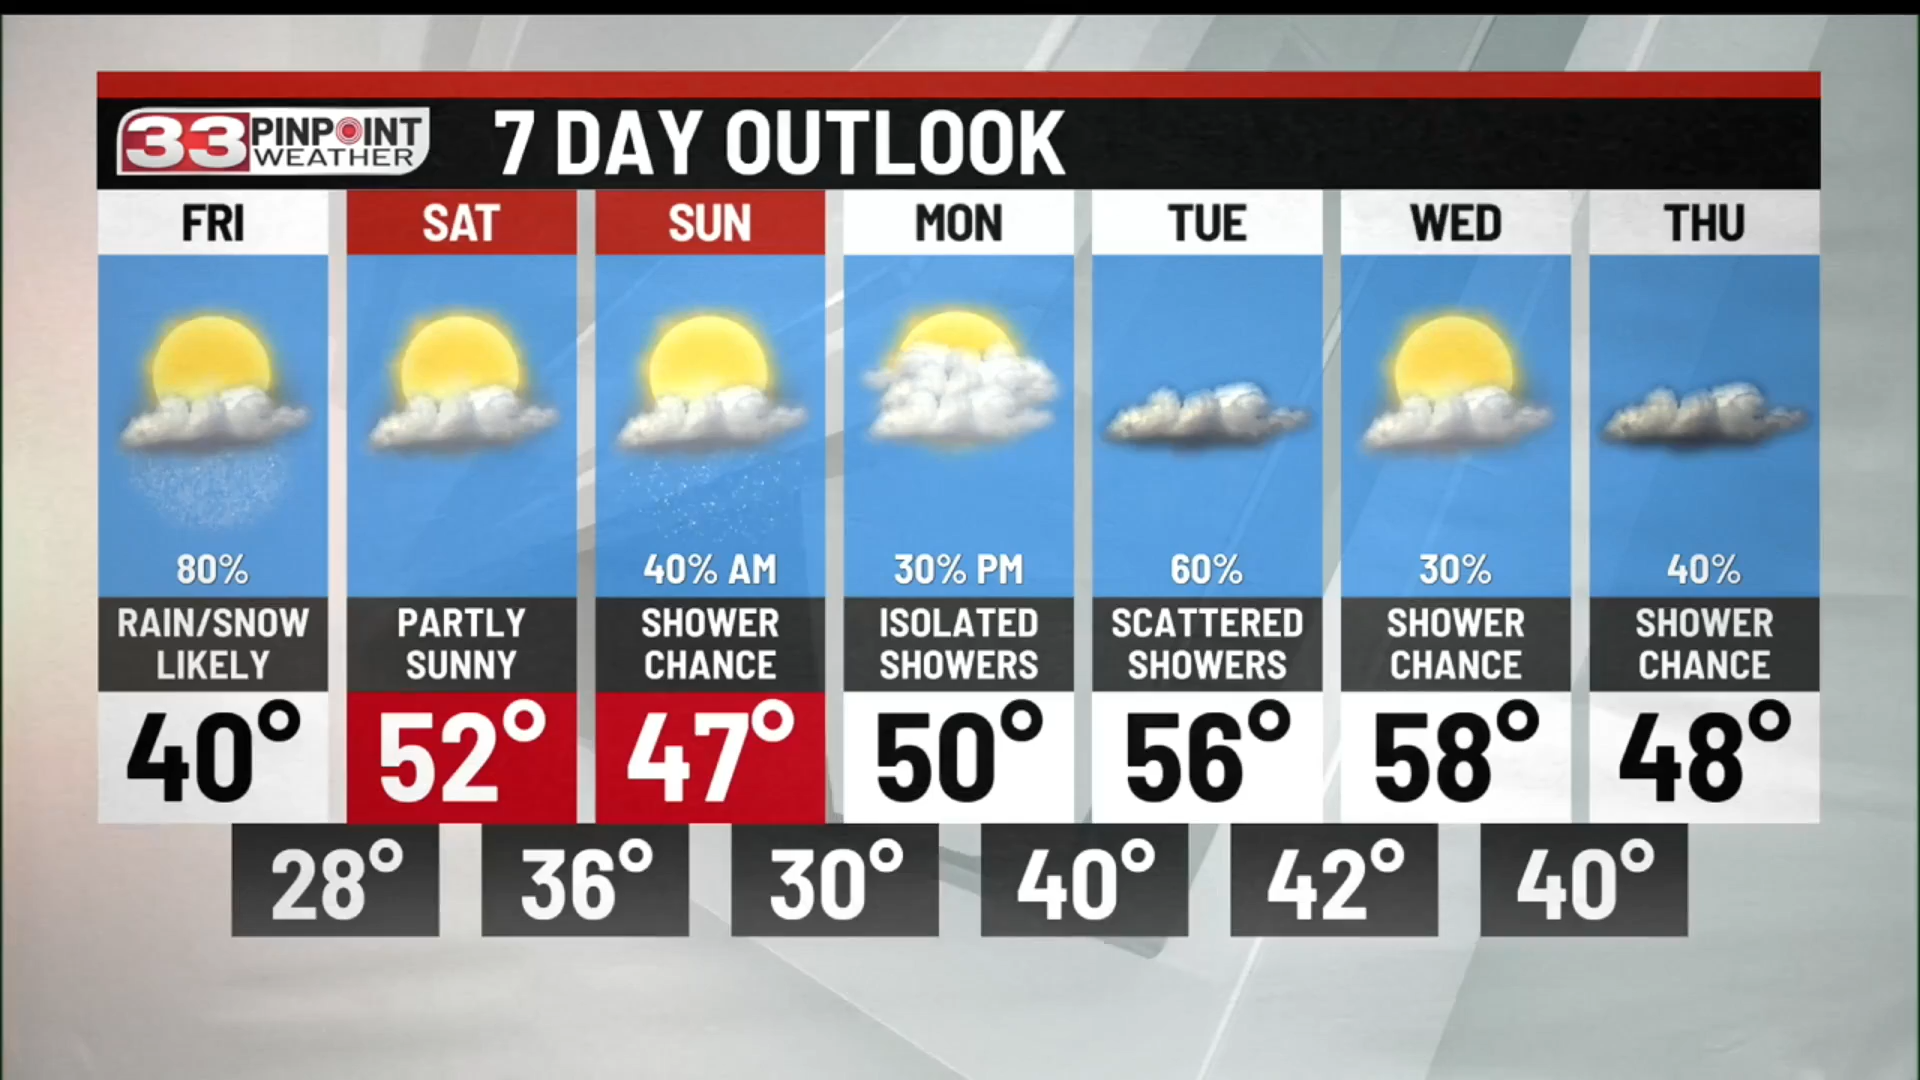 33 PINPOINT WEATHER
7 DAY OUTLOOK
FRI SAT SUN MON TUE WED THU
80% 40% AM 30% PM 60% 30% 40%
RAIN/SNOW LIKELY
PARTLY SUNNY
SHOWER CHANCE
ISOLATED SHOWERS
SCATTERED SHOWERS
SHOWER CHANCE
SHOWER CHANCE
40° 52° 47° 50° 56° 58° 48°
28° 36° 30° 40° 42° 40°